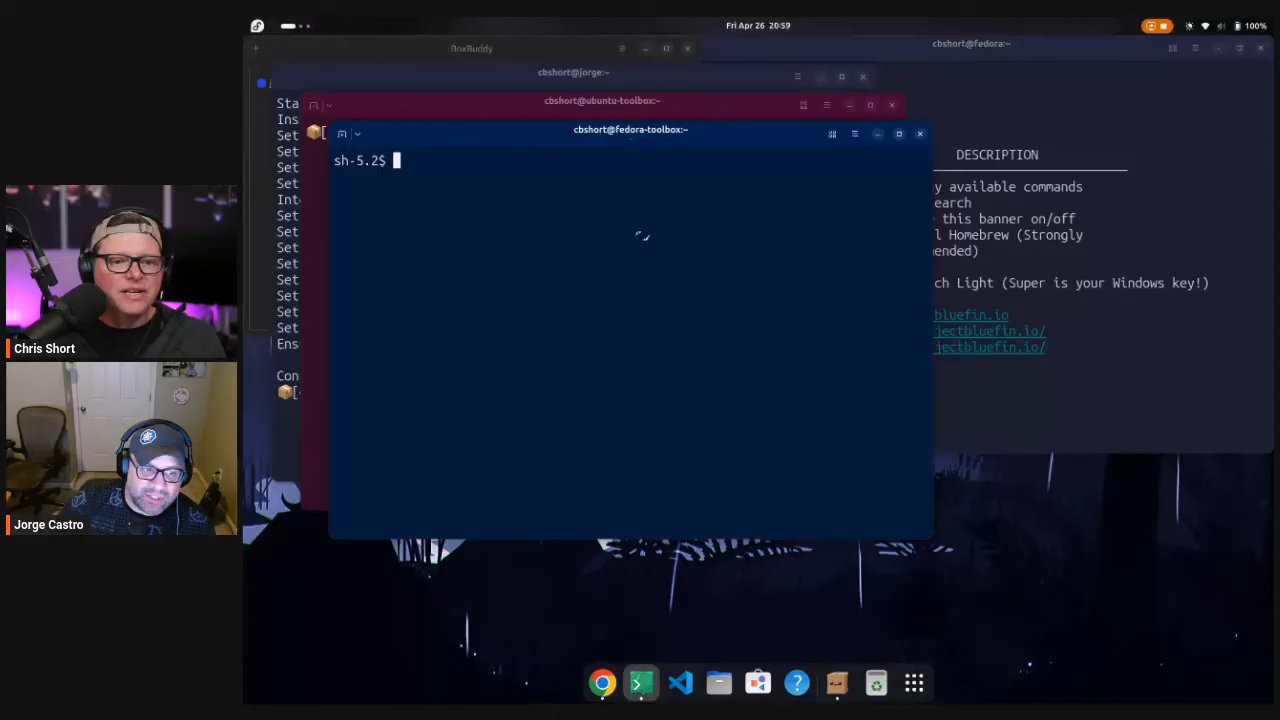 Fri Apr 26 20:59
100%
BoxBuddy
cbshort@fedora:~
cbshort@jorge:~
cbshort@ubuntu-toolbox:~
cbshort@fedora-toolbox:~
sh-5.2$
Sta
Ins
Set
Set
Set
Set
Int
Set
Set
Set
Set
Set
Set
Set
Ens
Con
DESCRIPTION
y available commands
earch
this banner on/off
l Homebrew (Strongly
ended)
ch Light (Super is your Windows key!)
bluefin.io
jectbluefin.io/
jectbluefin.io/
Chris Short
Jorge Castro